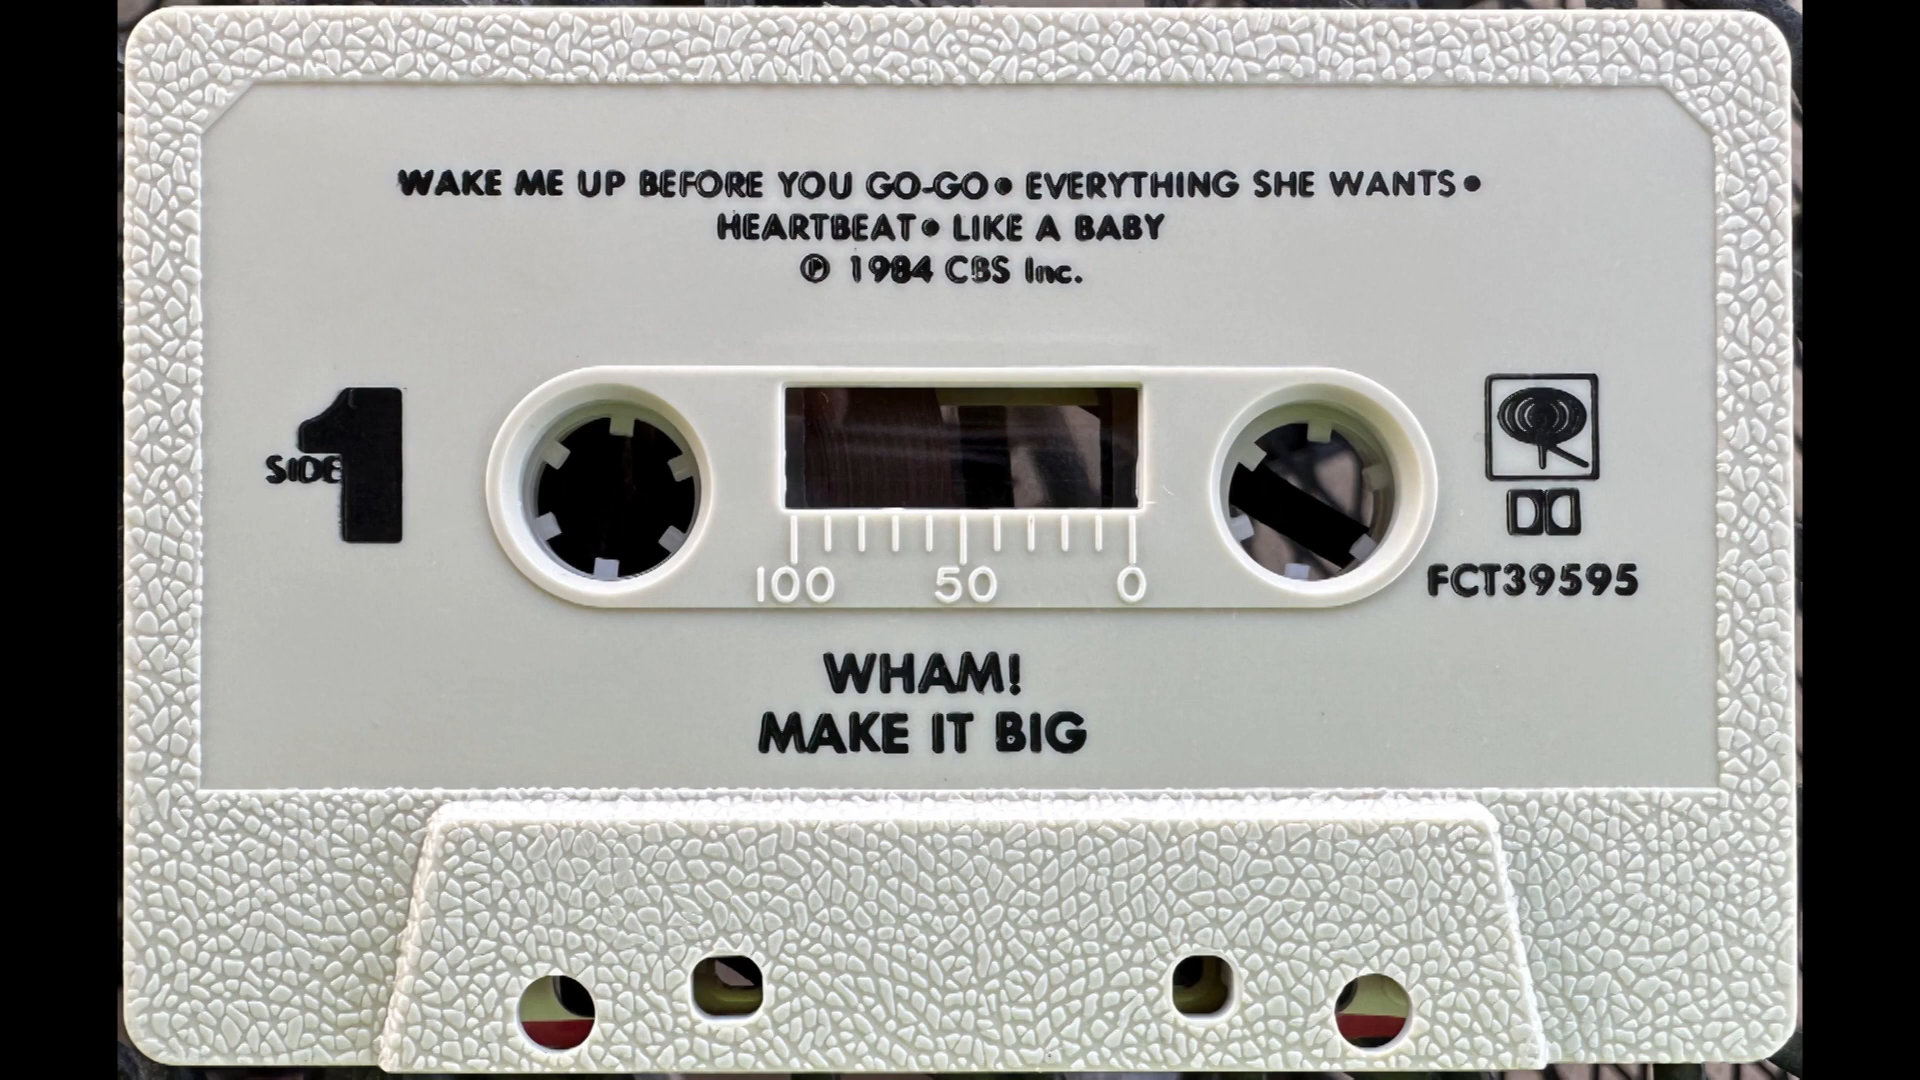 WAKE ME UP BEFORE YOU GO-GO • EVERYTHING SHE WANTS •
HEARTBEAT • LIKE A BABY
℗ 1984 CBS Inc.
SIDE 1
100 50 0
FCT39595
WHAM!
MAKE IT BIG